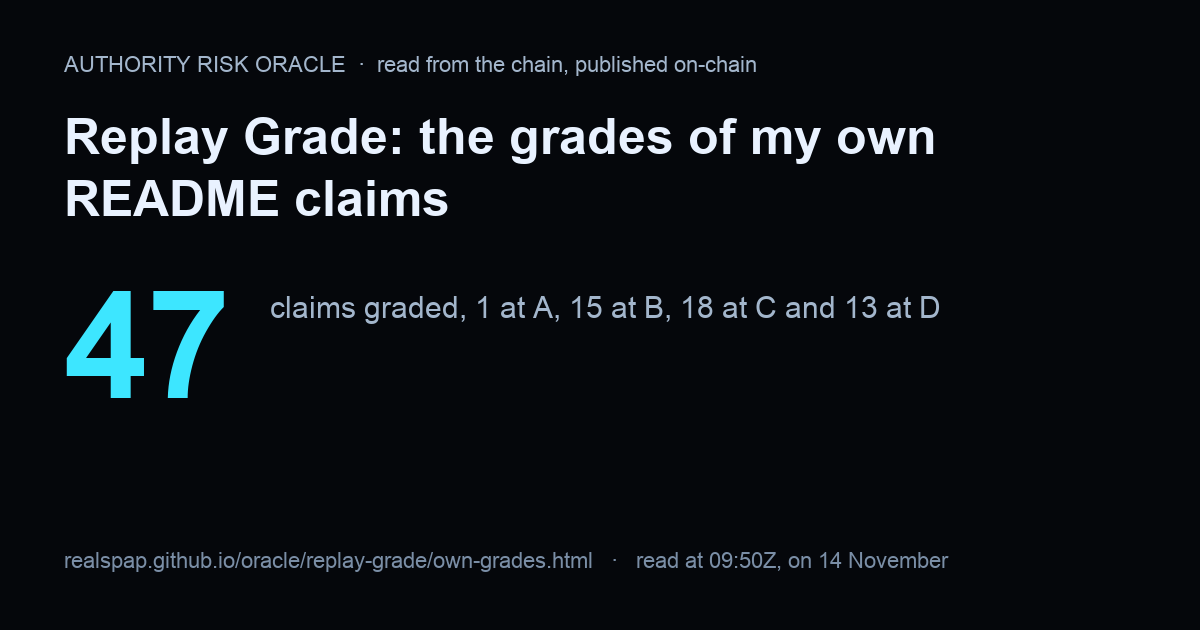 AUTHORITY RISK ORACLE · read from the chain, published on-chain
Replay Grade: the grades of my own
README claims
47 claims graded, 1 at A, 15 at B, 18 at C and 13 at D
realspap.github.io/oracle/replay-grade/own-grades.html · read at 09:50Z, on 14 November